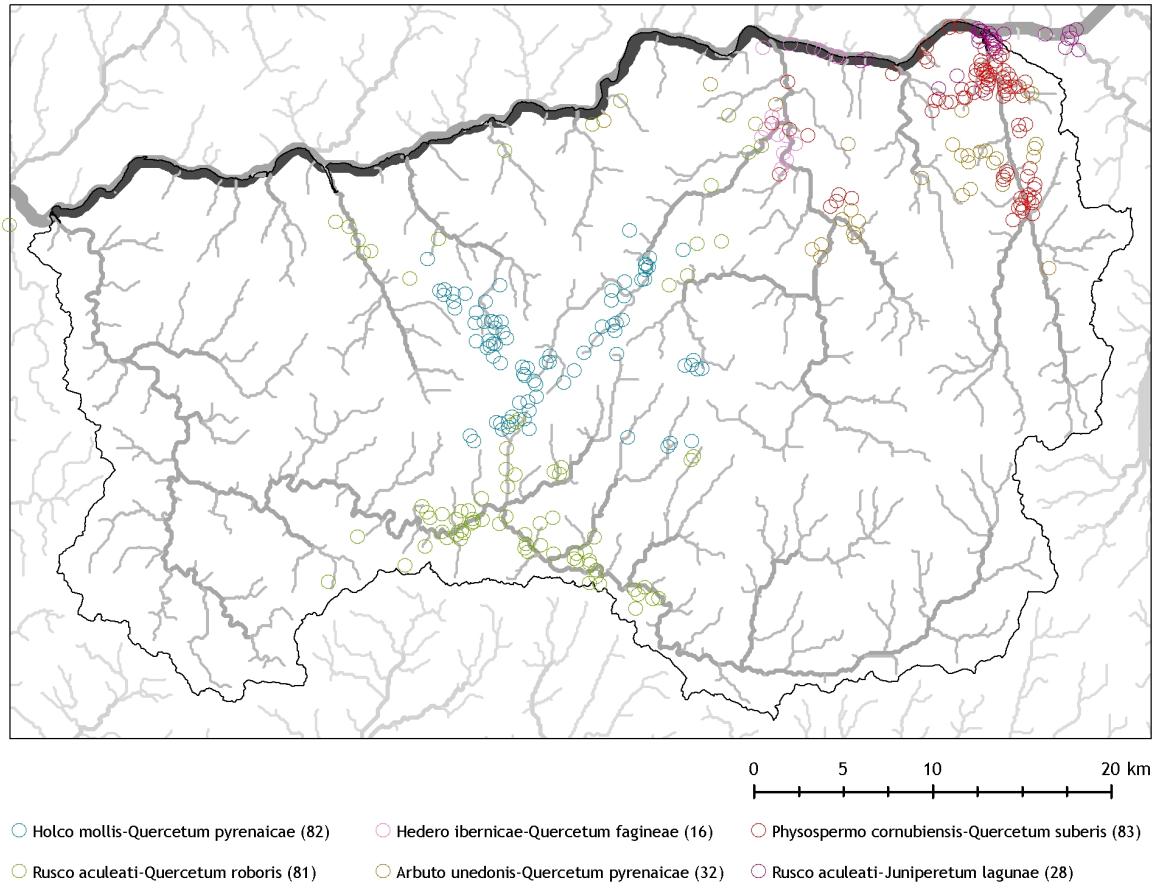 0 5 10 20 km
Holco mollis-Quercetum pyrenaicae (82) Hedero ibernicae-Quercetum fagineae (16) Physospermo cornubiensis-Quercetum suberis (83)
Rusco aculeati-Quercetum roboris (81) Arbuto unedonis-Quercetum pyrenaicae (32) Rusco aculeati-Juniperetum lagunae (28)